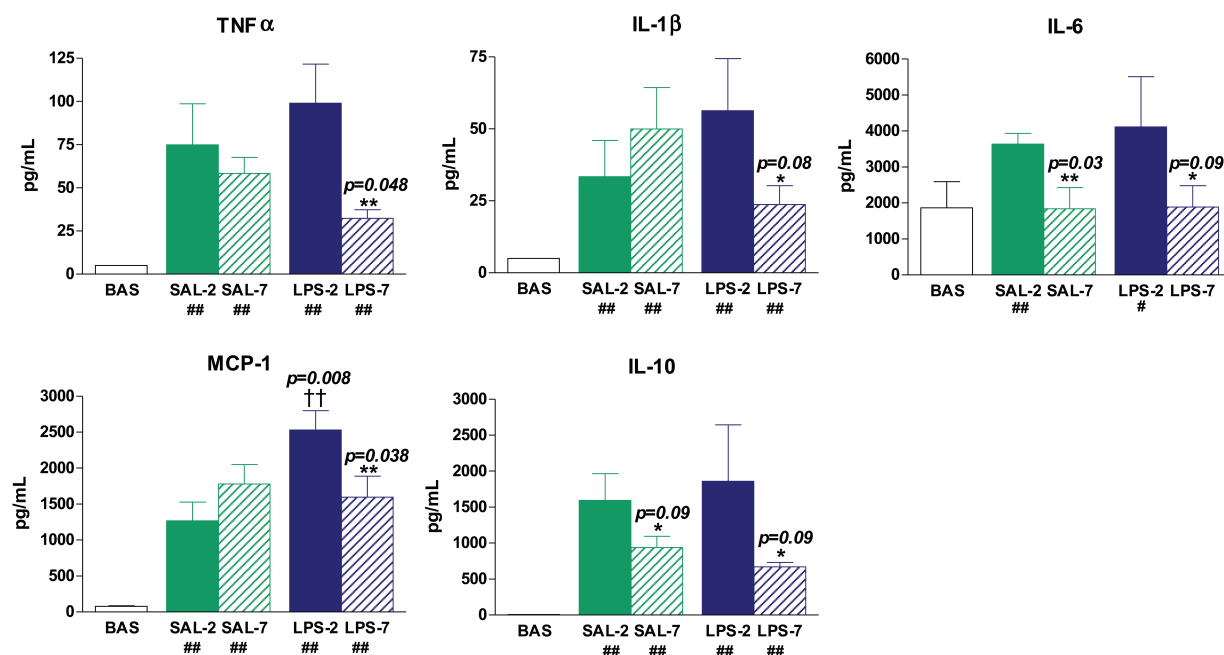 TNF α
pg/mL
125
100
75
50
25
0
p=0.048
**
BAS SAL-2 SAL-7 LPS-2 LPS-7
## ## ## ##
IL-1β
pg/mL
75
50
25
0
p=0.08
*
BAS SAL-2 SAL-7 LPS-2 LPS-7
## ## ## ##
IL-6
pg/mL
6000
5000
4000
3000
2000
1000
0
p=0.03
**
p=0.09
*
BAS SAL-2 SAL-7 LPS-2 LPS-7
## #
MCP-1
pg/mL
3000
2500
2000
1500
1000
500
0
p=0.008
††
p=0.038
**
BAS SAL-2 SAL-7 LPS-2 LPS-7
## ## ## ##
IL-10
pg/mL
3000
2500
2000
1500
1000
500
0
p=0.09
*
p=0.09
*
BAS SAL-2 SAL-7 LPS-2 LPS-7
## ## ## ##